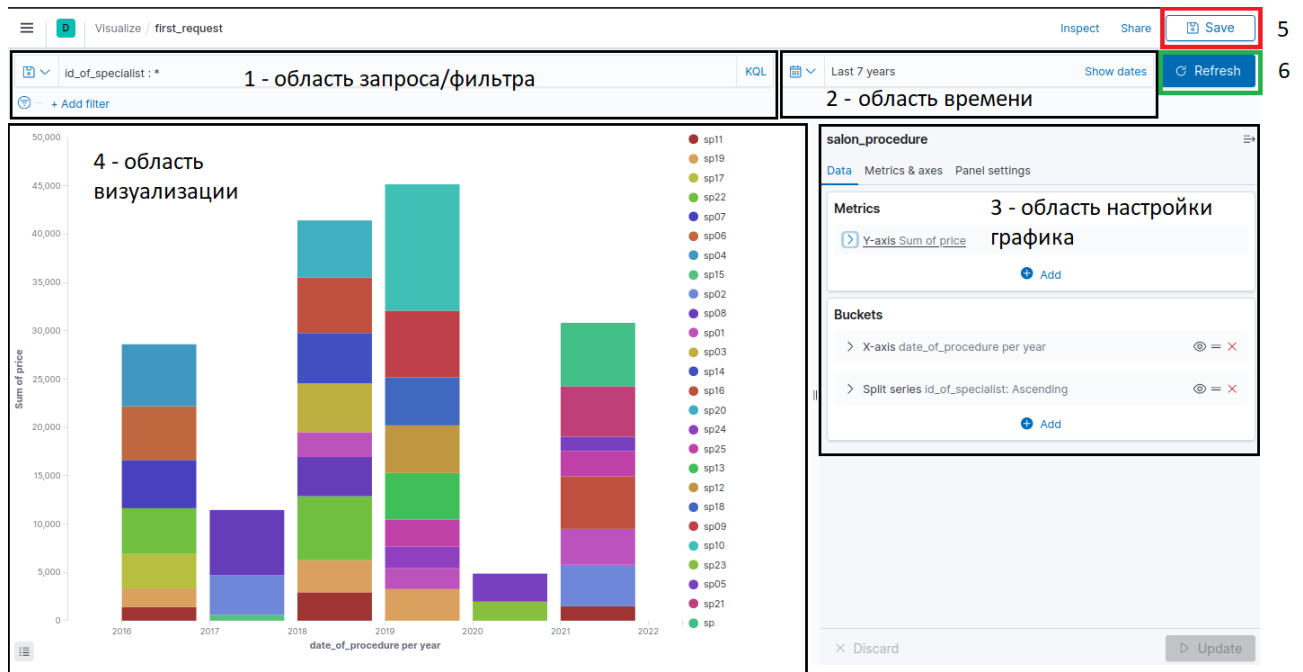 D Visualize / first_request
Inspect Share Save 5
id_of_specialist : * KQL
1 - область запроса/фильтра
+ Add filter
Last 7 years Show dates
2 - область времени
Refresh 6
4 - область
визуализации
50,000
45,000
40,000
35,000
30,000
25,000
20,000
15,000
10,000
5,000
0
Sum of price
2016 2017 2018 2019 2020 2021 2022
date_of_procedure per year
sp11
sp19
sp17
sp22
sp07
sp06
sp04
sp15
sp02
sp08
sp01
sp03
sp14
sp16
sp20
sp24
sp25
sp13
sp12
sp18
sp09
sp10
sp23
sp05
sp21
sp
salon_procedure
Data Metrics & axes Panel settings
Metrics
3 - область настройки
графика
Y-axis Sum of price
Add
Buckets
X-axis date_of_procedure per year
Split series id_of_specialist: Ascending
Add
Discard Update